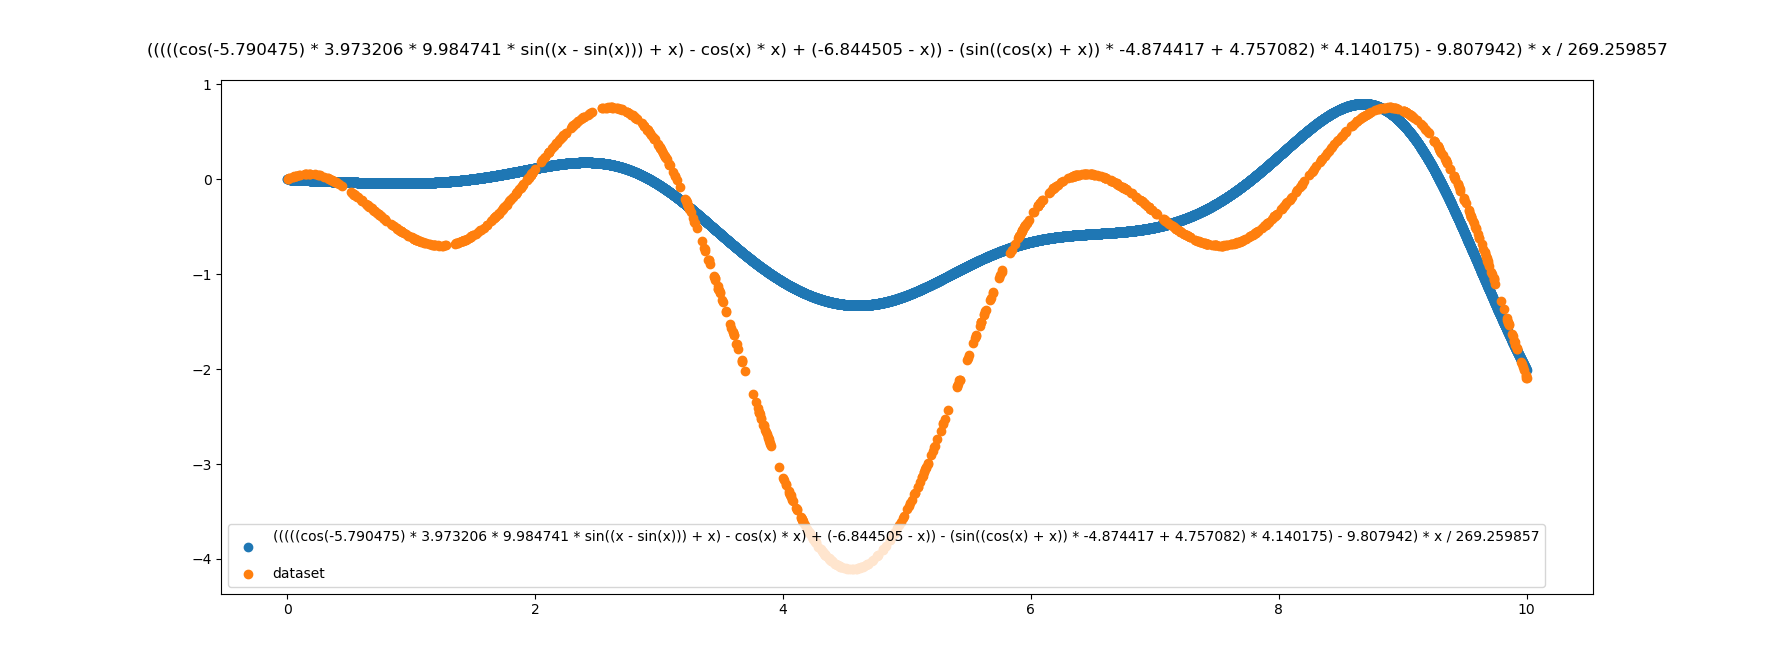 (((((cos(-5.790475) * 3.973206 * 9.984741 * sin((x - sin(x))) + x) - cos(x) * x) + (-6.844505 - x)) - (sin((cos(x) + x)) * -4.874417 + 4.757082) * 4.140175) - 9.807942) * x / 269.259857
1
0
−1
−2
−3
−4
(((((cos(-5.790475) * 3.973206 * 9.984741 * sin((x - sin(x))) + x) - cos(x) * x) + (-6.844505 - x)) - (sin((cos(x) + x)) * -4.874417 + 4.757082) * 4.140175) - 9.807942) * x / 269.259857
dataset
0 2 4 6 8 10